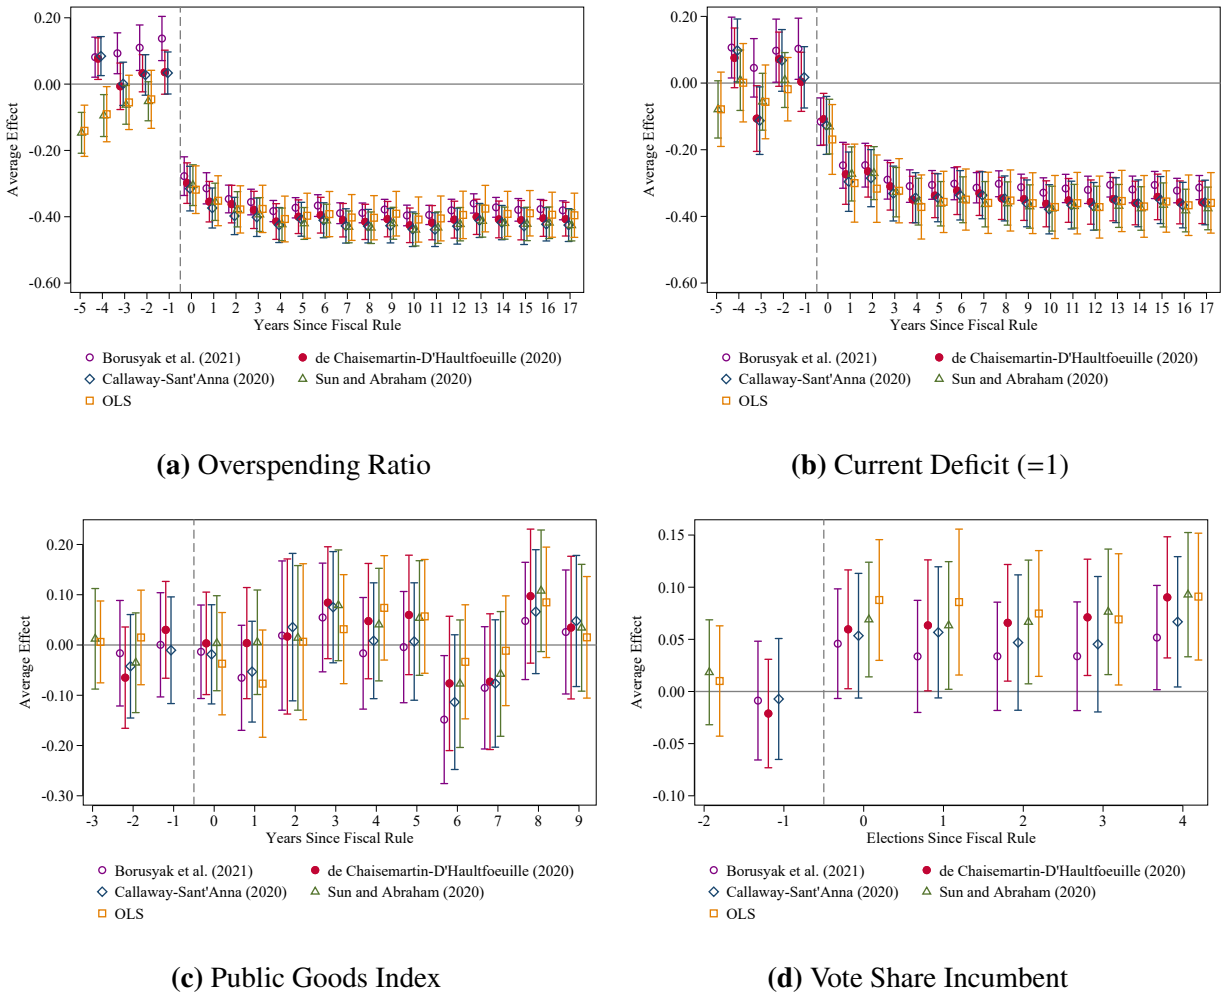 0.20
0.00
-0.20
-0.40
-0.60
Average Effect
-5 -4 -3 -2 -1 0 1 2 3 4 5 6 7 8 9 10 11 12 13 14 15 16 17
Years Since Fiscal Rule
Borusyak et al. (2021) de Chaisemartin-D'Haultfoeuille (2020)
Callaway-Sant'Anna (2020) Sun and Abraham (2020)
OLS
(a) Overspending Ratio
0.20
0.00
-0.20
-0.40
-0.60
Average Effect
-5 -4 -3 -2 -1 0 1 2 3 4 5 6 7 8 9 10 11 12 13 14 15 16 17
Years Since Fiscal Rule
Borusyak et al. (2021) de Chaisemartin-D'Haultfoeuille (2020)
Callaway-Sant'Anna (2020) Sun and Abraham (2020)
OLS
(b) Current Deficit (=1)
0.20
0.10
0.00
-0.10
-0.20
-0.30
Average Effect
-3 -2 -1 0 1 2 3 4 5 6 7 8 9
Years Since Fiscal Rule
Borusyak et al. (2021) de Chaisemartin-D'Haultfoeuille (2020)
Callaway-Sant'Anna (2020) Sun and Abraham (2020)
OLS
(c) Public Goods Index
0.15
0.10
0.05
0.00
-0.05
-0.10
Average Effect
-2 -1 0 1 2 3 4
Elections Since Fiscal Rule
Borusyak et al. (2021) de Chaisemartin-D'Haultfoeuille (2020)
Callaway-Sant'Anna (2020) Sun and Abraham (2020)
OLS
(d) Vote Share Incumbent